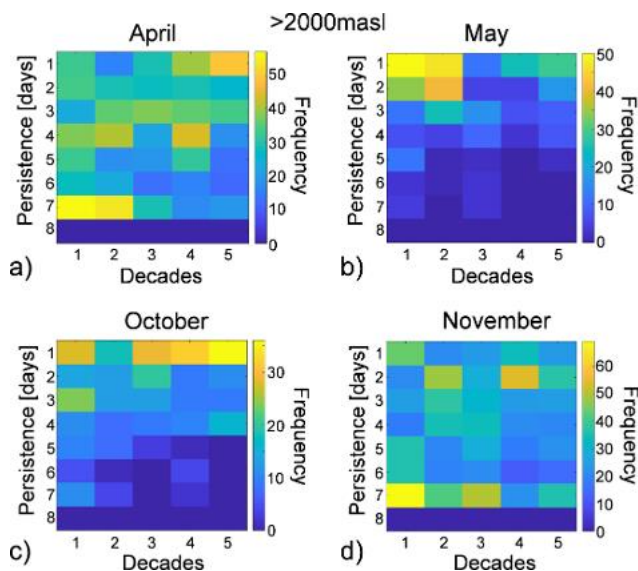 >2000masl
April
May
Persistence [days]
1
2
3
4
5
6
7
8
1 2 3 4 5
Decades
50
40
30
20
10
0
Frequency
a)
Persistence [days]
1
2
3
4
5
6
7
8
1 2 3 4 5
Decades
50
40
30
20
10
0
Frequency
b)
October
November
Persistence [days]
1
2
3
4
5
6
7
8
1 2 3 4 5
Decades
30
20
10
0
Frequency
c)
Persistence [days]
1
2
3
4
5
6
7
8
1 2 3 4 5
Decades
60
50
40
30
20
10
0
Frequency
d)